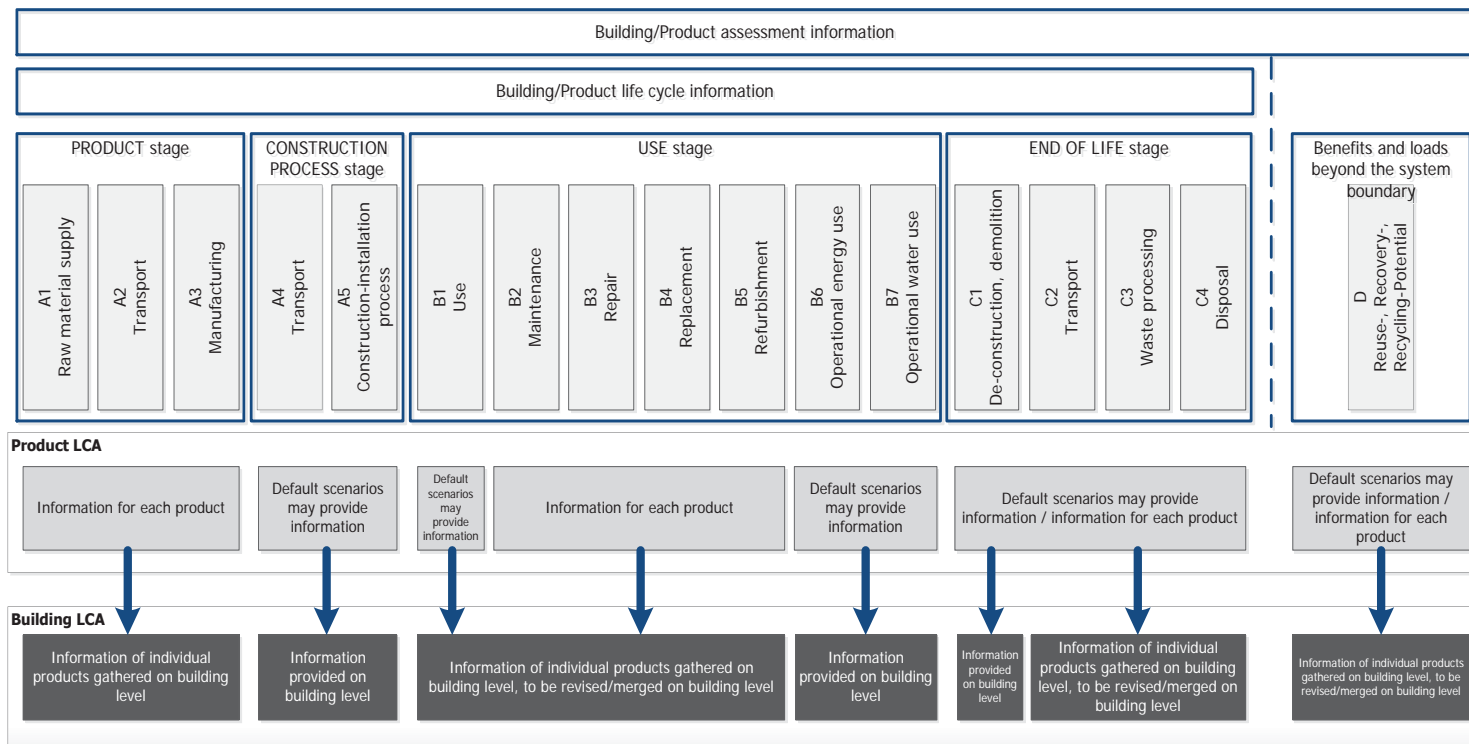 Building/Product assessment information
Building/Product life cycle information
PRODUCT stage
A1
Raw material supply
A2
Transport
A3
Manufacturing
CONSTRUCTION
PROCESS stage
A4
Transport
A5
Construction-installation
process
USE stage
B1
Use
B2
Maintenance
B3
Repair
B4
Replacement
B5
Refurbishment
B6
Operational energy use
B7
Operational water use
END OF LIFE stage
C1
De-construction, demolition
C2
Transport
C3
Waste processing
C4
Disposal
Benefits and loads
beyond the system
boundary
D
Reuse-, Recovery-,
Recycling-Potential
Product LCA
Information for each product
Default scenarios
may provide
information
Default
scenarios
may
provide
information
Information for each product
Default scenarios
may provide
information
Default scenarios may provide
information / information for each product
Default scenarios may
provide information /
information for each
product
Building LCA
Information of individual
products gathered on building
level
Information
provided on
building level
Information of individual products gathered on
building level, to be revised/merged on building level
Information
provided on building
level
Information
provided
on building
level
Information of individual
products gathered on building
level, to be revised/merged on
building level
Information of individual products
gathered on building level, to be
revised/merged on building level